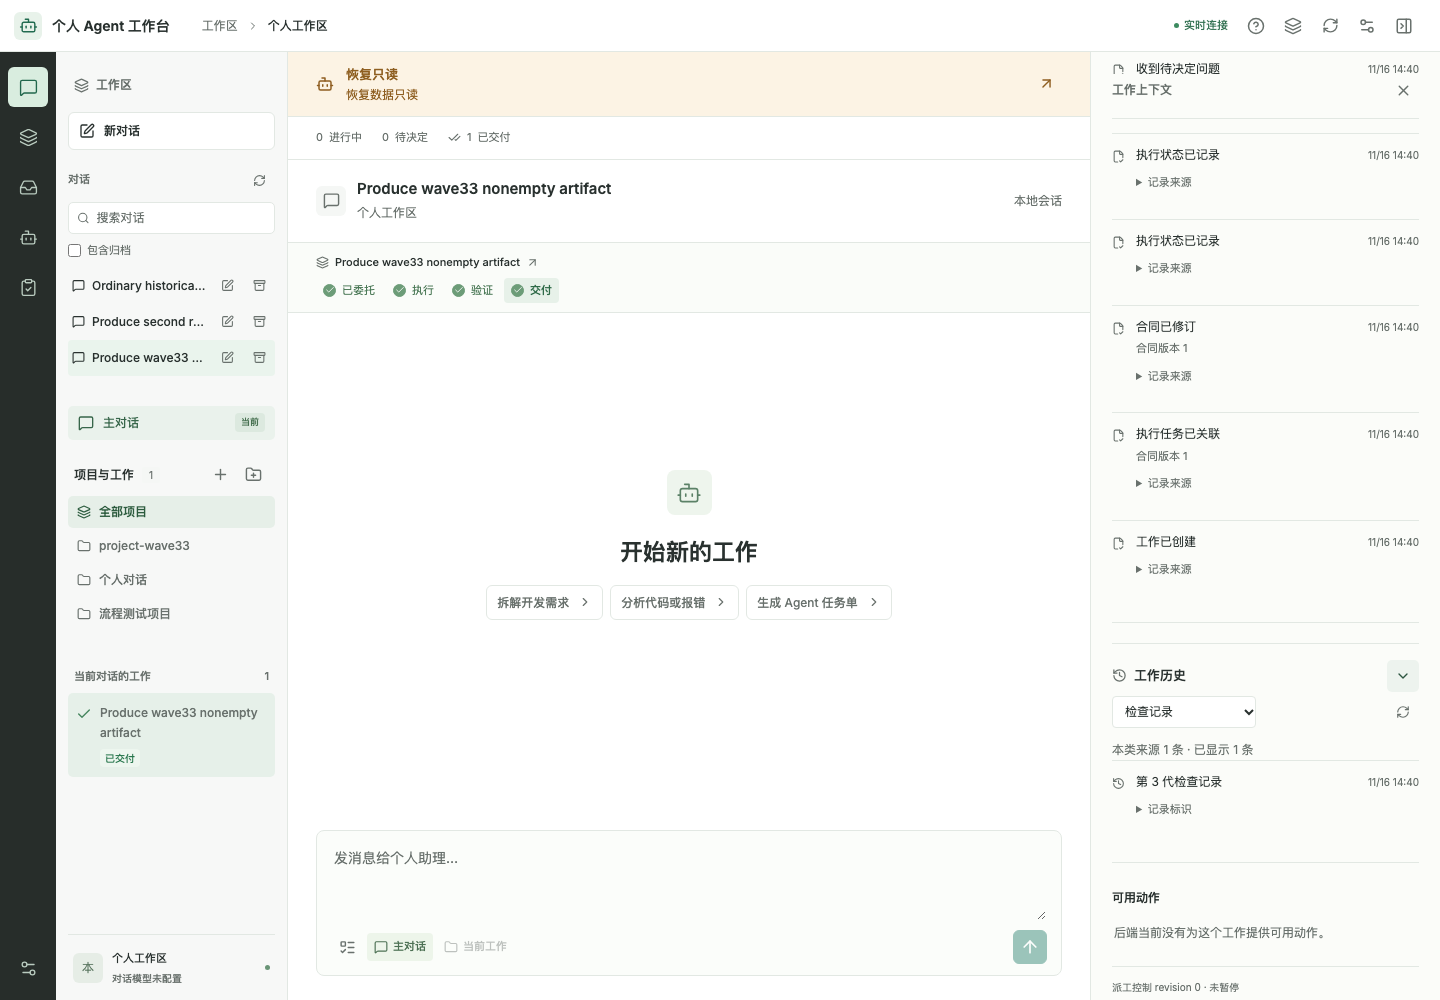 个人 Agent 工作台
工作区
个人工作区
实时连接
工作区
新对话
对话
搜索对话
包含归档
Ordinary historica...
Produce second r...
Produce wave33 ...
主对话
当前
项目与工作 1
全部项目
project-wave33
个人对话
流程测试项目
当前对话的工作 1
Produce wave33 nonempty
artifact
已交付
本
个人工作区
对话模型未配置
恢复只读
恢复数据只读
0 进行中 0 待决定 1 已交付
Produce wave33 nonempty artifact
个人工作区
本地会话
Produce wave33 nonempty artifact
已委托 执行 验证 交付
开始新的工作
拆解开发需求
分析代码或报错
生成 Agent 任务单
发消息给个人助理...
主对话
当前工作
收到待决定问题 11/16 14:40
工作上下文
执行状态已记录 11/16 14:40
记录来源
执行状态已记录 11/16 14:40
记录来源
合同已修订 11/16 14:40
合同版本 1
记录来源
执行任务已关联 11/16 14:40
合同版本 1
记录来源
工作已创建 11/16 14:40
记录来源
工作历史
检查记录
本类来源 1 条 · 已显示 1 条
第 3 代检查记录 11/16 14:40
记录标识
可用动作
后端当前没有为这个工作提供可用动作。
派工控制 revision 0 · 未暂停